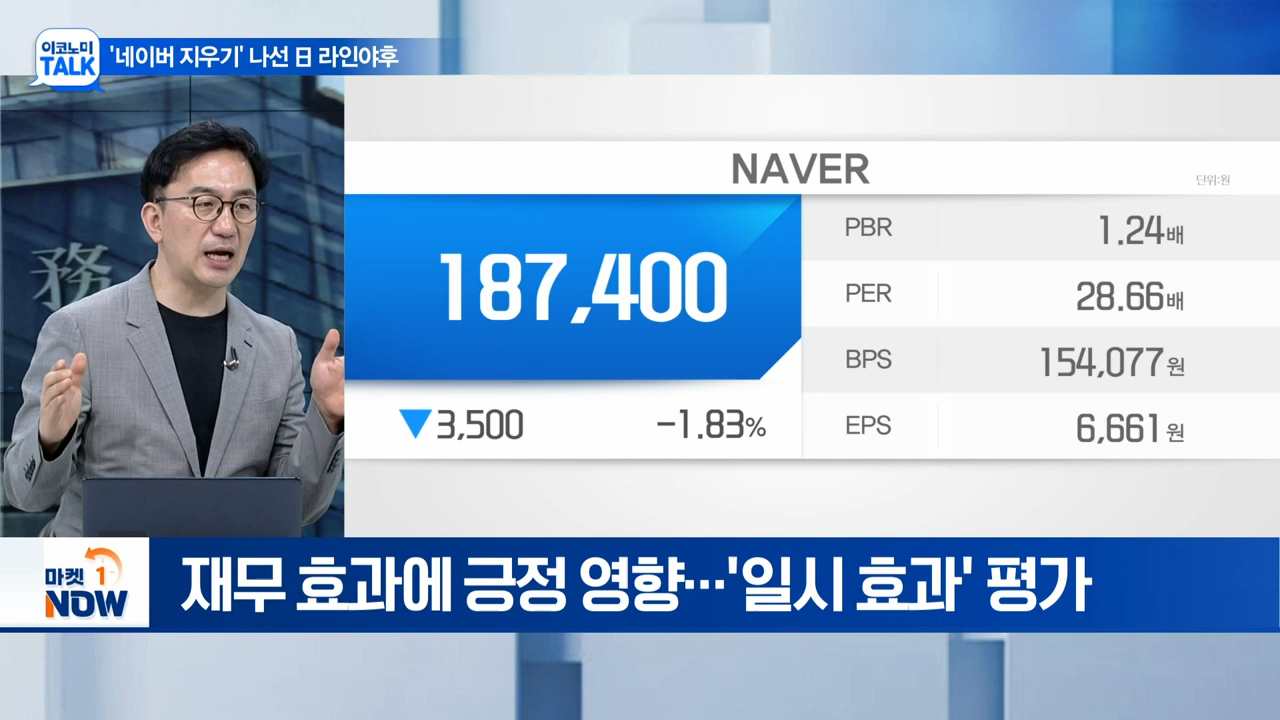 이코노미
TALK
'네이버 지우기' 나선 日 라인야후
務
NAVER
단위:원
187,400
▼3,500 -1.83%
PBR 1.24배
PER 28.66배
BPS 154,077원
EPS 6,661원
마켓 1
NOW
재무 효과에 긍정 영향…'일시 효과' 평가